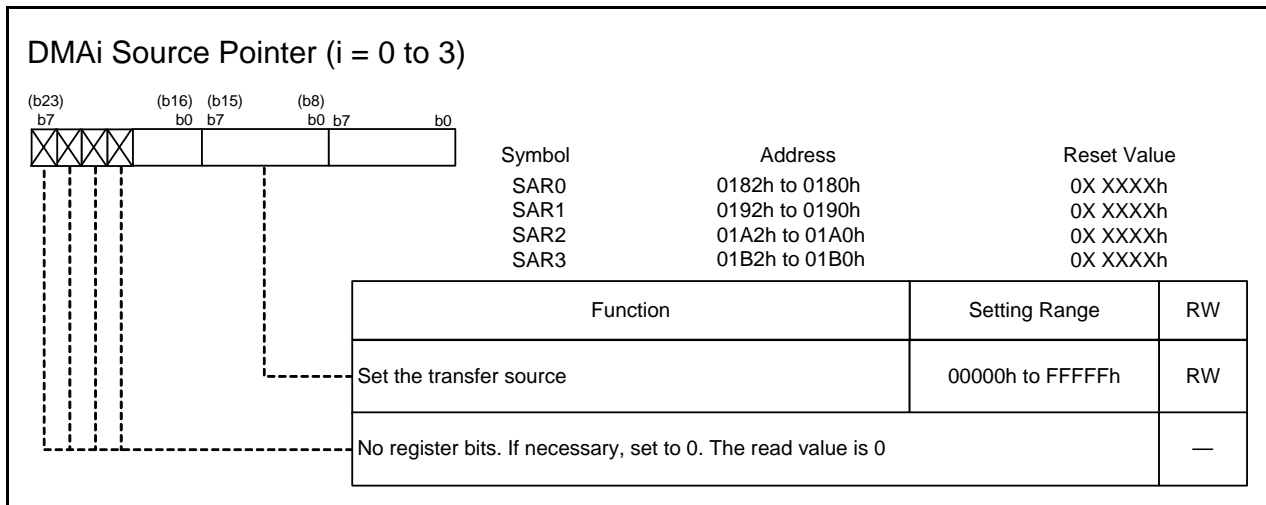 DMAi Source Pointer (i = 0 to 3)
(b23) (b16) (b15) (b8)
b7 b0 b7 b0 b7 b0
Symbol Address Reset Value
SAR0 0182h to 0180h 0X XXXXh
SAR1 0192h to 0190h 0X XXXXh
SAR2 01A2h to 01A0h 0X XXXXh
SAR3 01B2h to 01B0h 0X XXXXh
Function Setting Range RW
Set the transfer source 00000h to FFFFFh RW
No register bits. If necessary, set to 0. The read value is 0 —